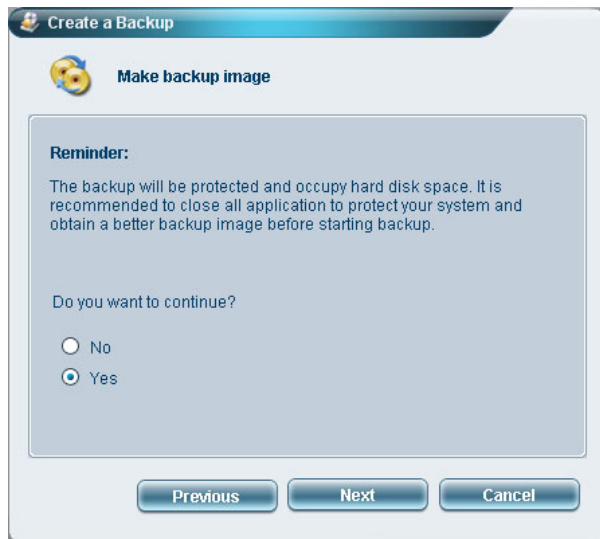 Create a Backup
Make backup image
Reminder:
The backup will be protected and occupy hard disk space. It is
recommended to close all application to protect your system and
obtain a better backup image before starting backup.
Do you want to continue?
No
Yes
Previous Next Cancel